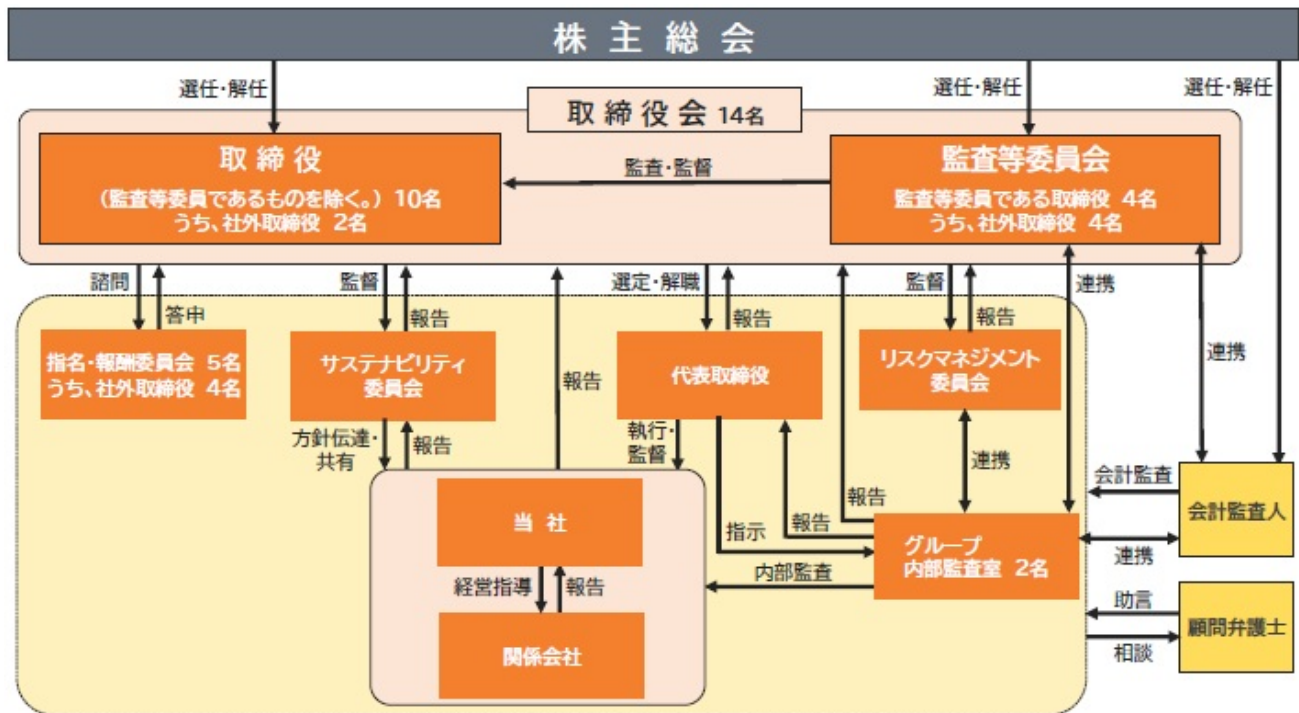 株主総会
選任・解任
選任・解任
選任・解任
取締役会 14名
取締役
（監査等委員であるものを除く。）10名
うち、社外取締役 2名
監査・監督
監査等委員会
監査等委員である取締役 4名
うち、社外取締役 4名
諮問
答申
監督
報告
報告
選定・解職
報告
監督
報告
連携
連携
指名・報酬委員会 5名
うち、社外取締役 4名
サステナビリティ
委員会
代表取締役
リスクマネジメント
委員会
方針伝達・
共有
報告
執行・
監督
連携
指示
報告
報告
当社
経営指導
報告
関係会社
内部監査
グループ
内部監査室 2名
会計監査
連携
会計監査人
助言
相談
顧問弁護士